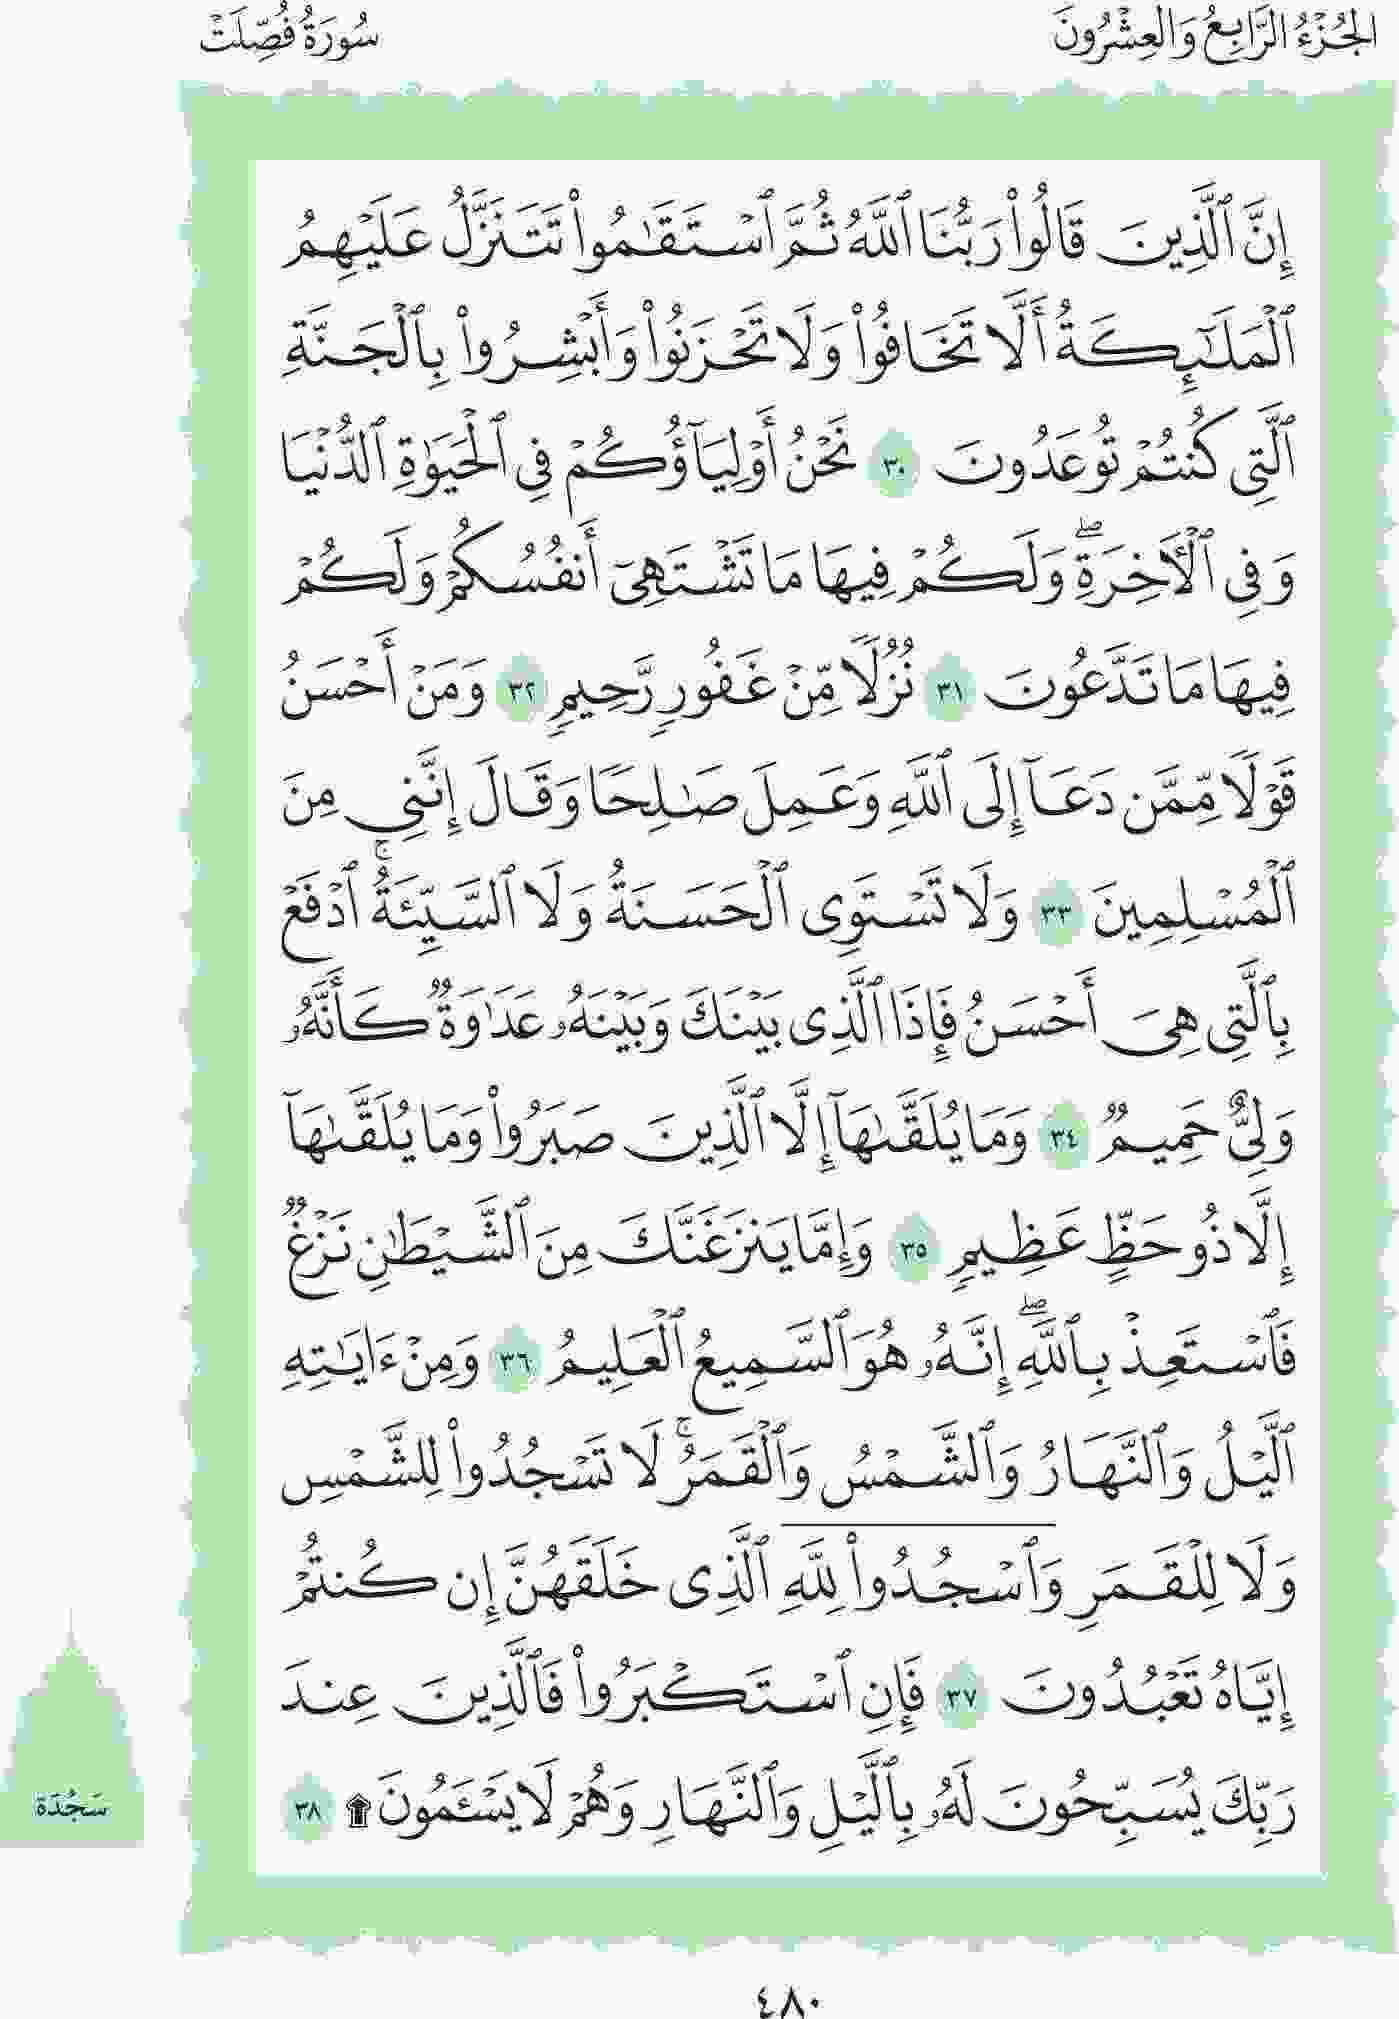 الجُزْءُ الرَّابِعُ وَالعِشْرُونَ
سُورَةُ فُصِّلَتْ
إِنَّ ٱلَّذِينَ قَالُوا۟ رَبُّنَا ٱللَّهُ ثُمَّ ٱسْتَقَـٰمُوا۟ تَتَنَزَّلُ عَلَيْهِمُ
ٱلْمَلَـٰٓئِكَةُ أَلَّا تَخَافُوا۟ وَلَا تَحْزَنُوا۟ وَأَبْشِرُوا۟ بِٱلْجَنَّةِ
ٱلَّتِى كُنتُمْ تُوعَدُونَ ٣٠ نَحْنُ أَوْلِيَآؤُكُمْ فِى ٱلْحَيَوٰةِ ٱلدُّنْيَا
وَفِى ٱلْـَٔاخِرَةِ ۖ وَلَكُمْ فِيهَا مَا تَشْتَهِىٓ أَنفُسُكُمْ وَلَكُمْ
فِيهَا مَا تَدَّعُونَ ٣١ نُزُلًا مِّنْ غَفُورٍ رَّحِيمٍ ٣٢ وَمَنْ أَحْسَنُ
قَوْلًا مِّمَّن دَعَآ إِلَى ٱللَّهِ وَعَمِلَ صَـٰلِحًا وَقَالَ إِنَّنِى مِنَ
ٱلْمُسْلِمِينَ ٣٣ وَلَا تَسْتَوِى ٱلْحَسَنَةُ وَلَا ٱلسَّيِّئَةُ ۚ ٱدْفَعْ
بِٱلَّتِى هِىَ أَحْسَنُ فَإِذَا ٱلَّذِى بَيْنَكَ وَبَيْنَهُۥ عَدَٰوَةٌ كَأَنَّهُۥ
وَلِىٌّ حَمِيمٌ ٣٤ وَمَا يُلَقَّىٰهَآ إِلَّا ٱلَّذِينَ صَبَرُوا۟ وَمَا يُلَقَّىٰهَآ
إِلَّا ذُو حَظٍّ عَظِيمٍ ٣٥ وَإِمَّا يَنزَغَنَّكَ مِنَ ٱلشَّيْطَـٰنِ نَزْغٌ
فَٱسْتَعِذْ بِٱللَّهِ ۖ إِنَّهُۥ هُوَ ٱلسَّمِيعُ ٱلْعَلِيمُ ٣٦ وَمِنْ ءَايَـٰتِهِ
ٱلَّيْلُ وَٱلنَّهَارُ وَٱلشَّمْسُ وَٱلْقَمَرُ ۚ لَا تَسْجُدُوا۟ لِلشَّمْسِ
وَلَا لِلْقَمَرِ وَٱسْجُدُوا۟ لِلَّهِ ٱلَّذِى خَلَقَهُنَّ إِن كُنتُمْ
إِيَّاهُ تَعْبُدُونَ ٣٧ فَإِنِ ٱسْتَكْبَرُوا۟ فَٱلَّذِينَ عِندَ
رَبِّكَ يُسَبِّحُونَ لَهُۥ بِٱلَّيْلِ وَٱلنَّهَارِ وَهُمْ لَا يَسْـَٔمُونَ ۩ ٣٨
سَجْدَة
٤٨٠